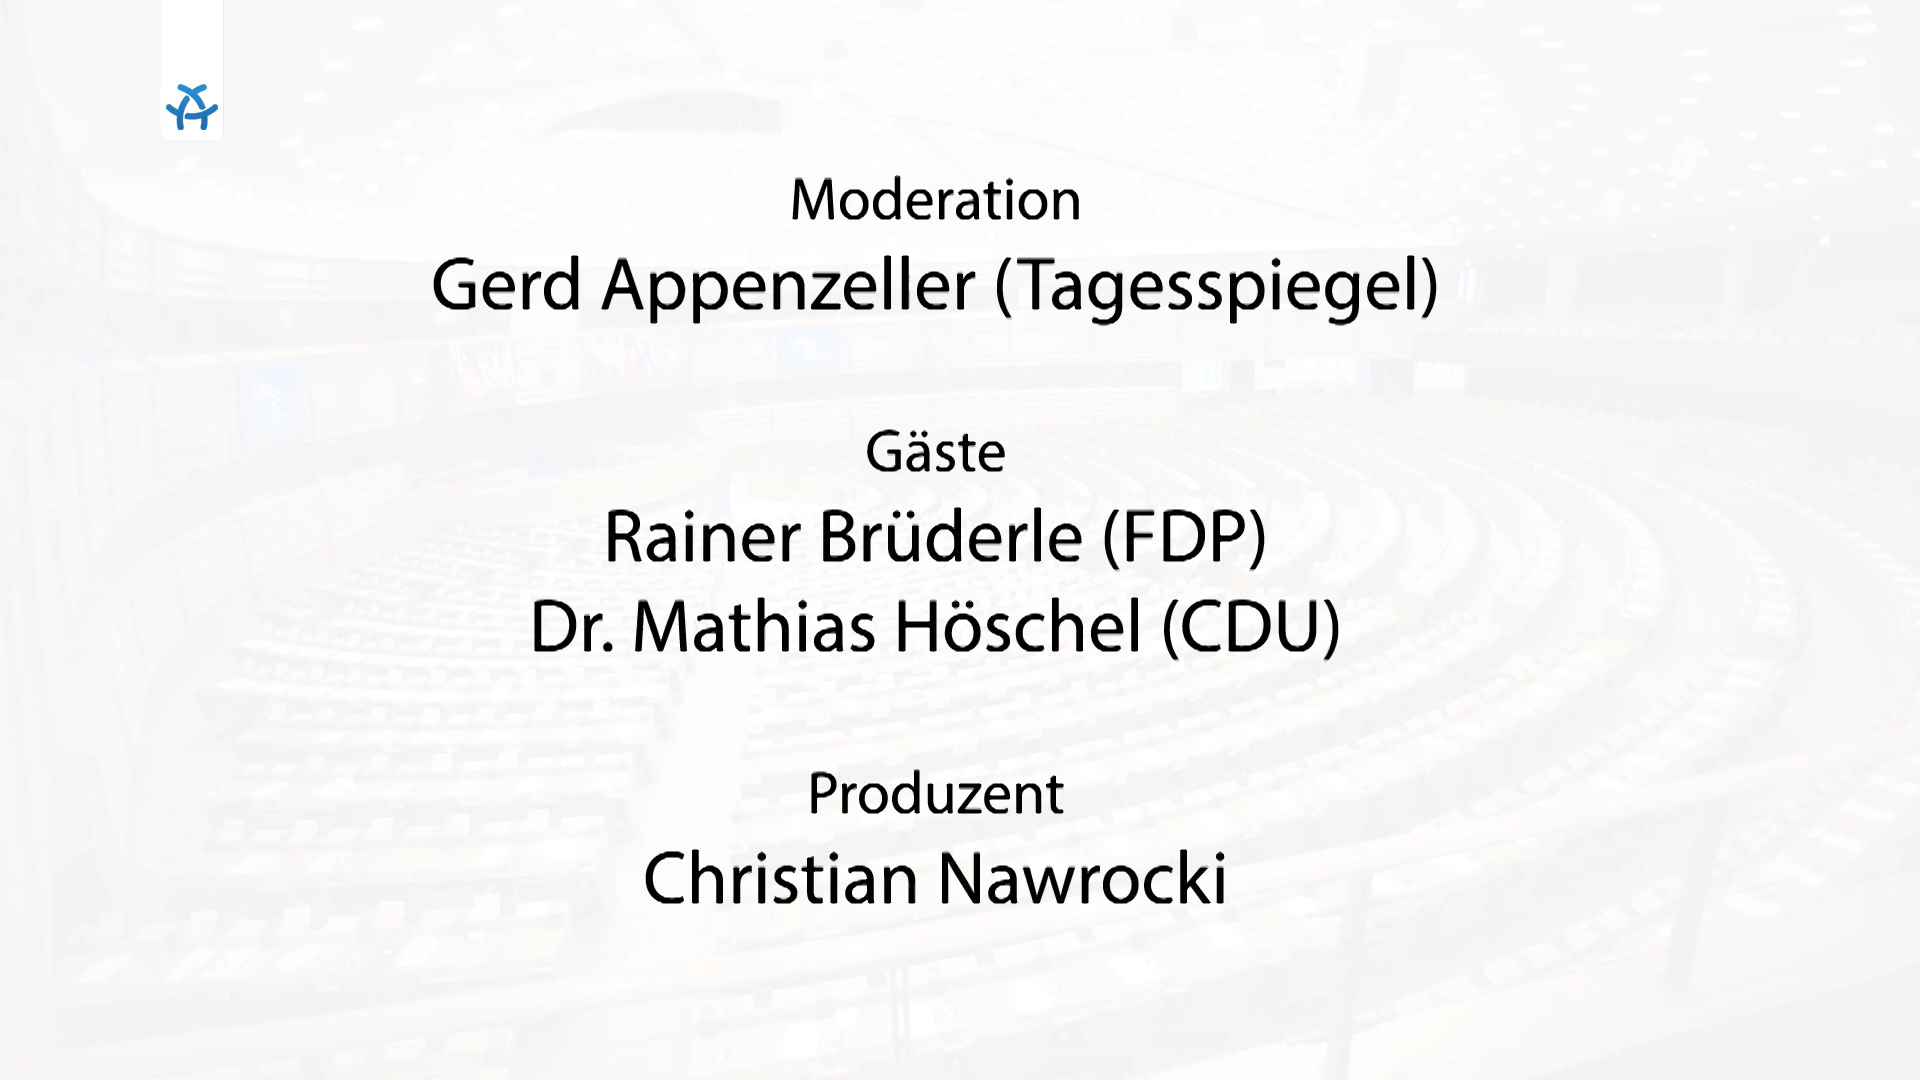 Moderation
Gerd Appenzeller (Tagesspiegel)
Gäste
Rainer Brüderle (FDP)
Dr. Mathias Höschel (CDU)
Produzent
Christian Nawrocki